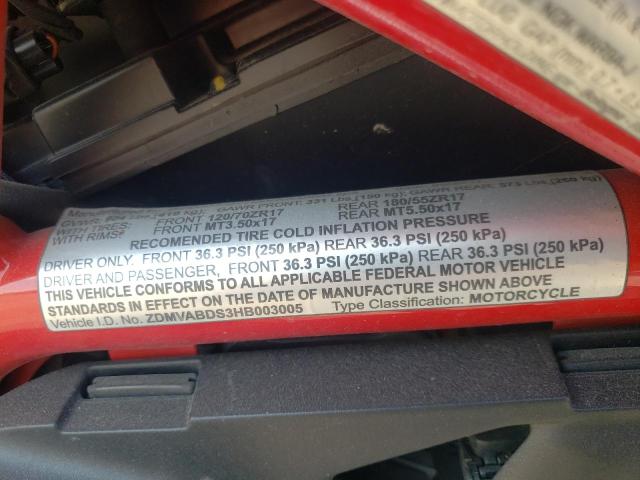 GAWR FRONT: 331 Lbs. (150 kg); GAWR REAR: 573 Lbs. (260 kg)
WITH TIRES: FRONT 120/70ZR17 REAR 180/55ZR17
WITH RIMS: FRONT MT3.50x17 REAR MT5.50x17
RECOMENDED TIRE COLD INFLATION PRESSURE
DRIVER ONLY. FRONT 36.3 PSI (250 kPa) REAR 36.3 PSI (250 kPa)
DRIVER AND PASSENGER, FRONT 36.3 PSI (250 kPa) REAR 36.3 PSI (250 kPa)
THIS VEHICLE CONFORMS TO ALL APPLICABLE FEDERAL MOTOR VEHICLE
STANDARDS IN EFFECT ON THE DATE OF MANUFACTURE SHOWN ABOVE
Vehicle I.D. No. ZDMVABDS3HB003005 Type Classification: MOTORCYCLE